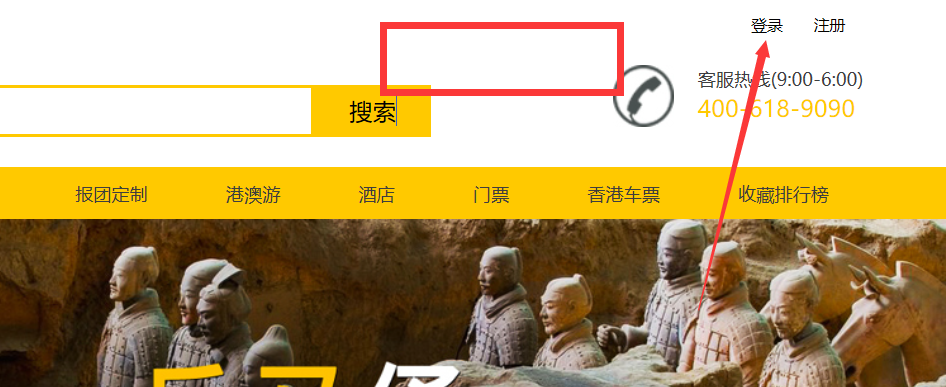 登录 注册
客服热线(9:00-6:00)
400-618-9090
搜索
报团定制 港澳游 酒店 门票 香港车票 收藏排行榜